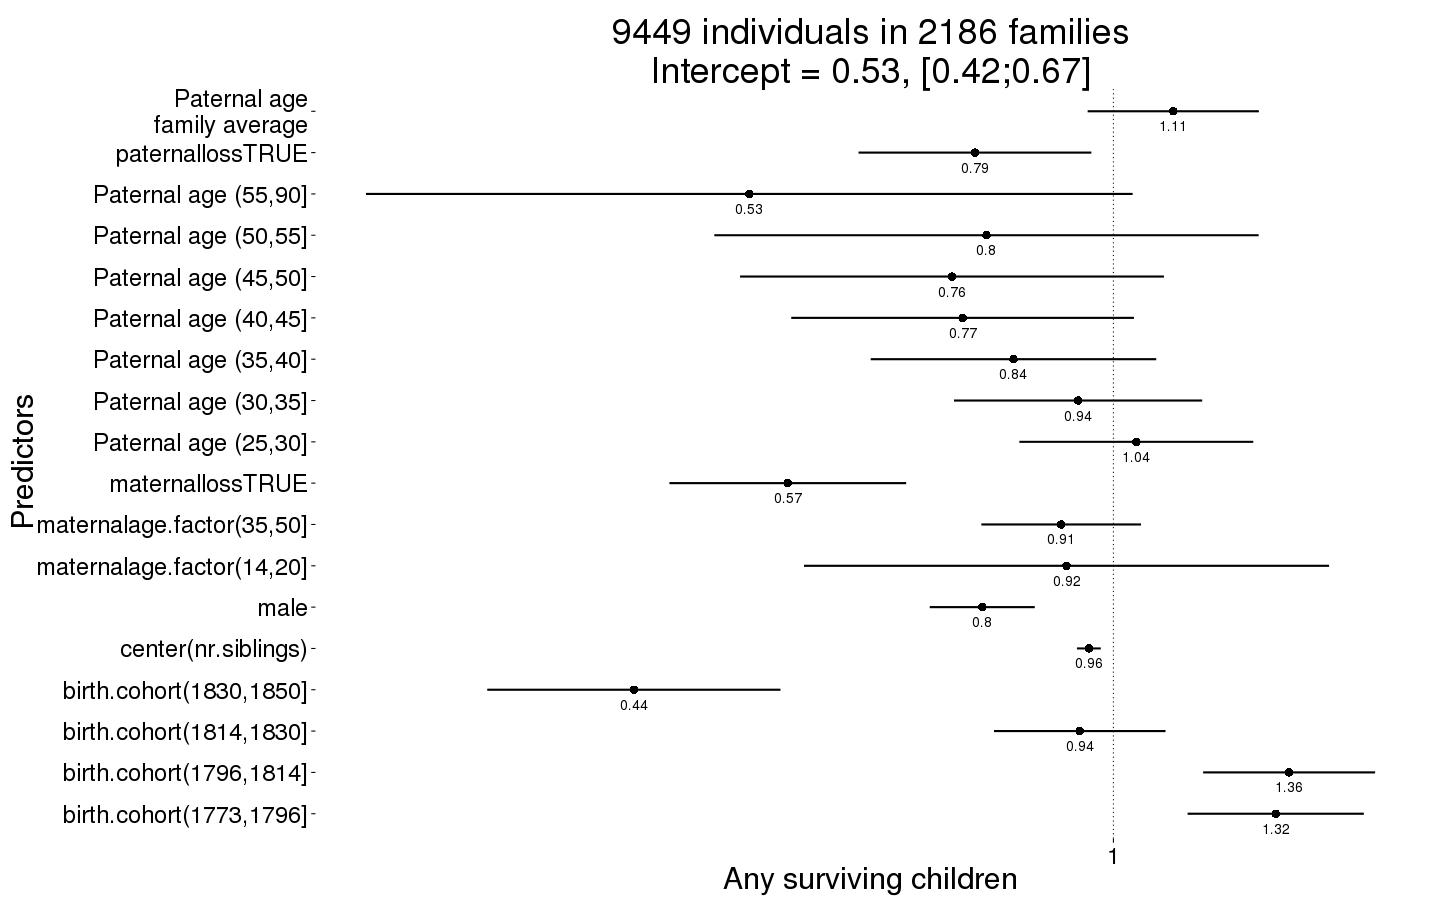 9449 individuals in 2186 families
Intercept = 0.53, [0.42;0.67]
Paternal age
family average
1.11
paternallossTRUE
0.79
Paternal age (55,90]
0.53
Paternal age (50,55]
0.8
Paternal age (45,50]
0.76
Paternal age (40,45]
0.77
Paternal age (35,40]
0.84
Paternal age (30,35]
0.94
Paternal age (25,30]
1.04
maternallossTRUE
0.57
maternalage.factor(35,50]
0.91
maternalage.factor(14,20]
0.92
male
0.8
center(nr.siblings)
0.96
birth.cohort(1830,1850]
0.44
birth.cohort(1814,1830]
0.94
birth.cohort(1796,1814]
1.36
birth.cohort(1773,1796]
1.32
Predictors
1
Any surviving children